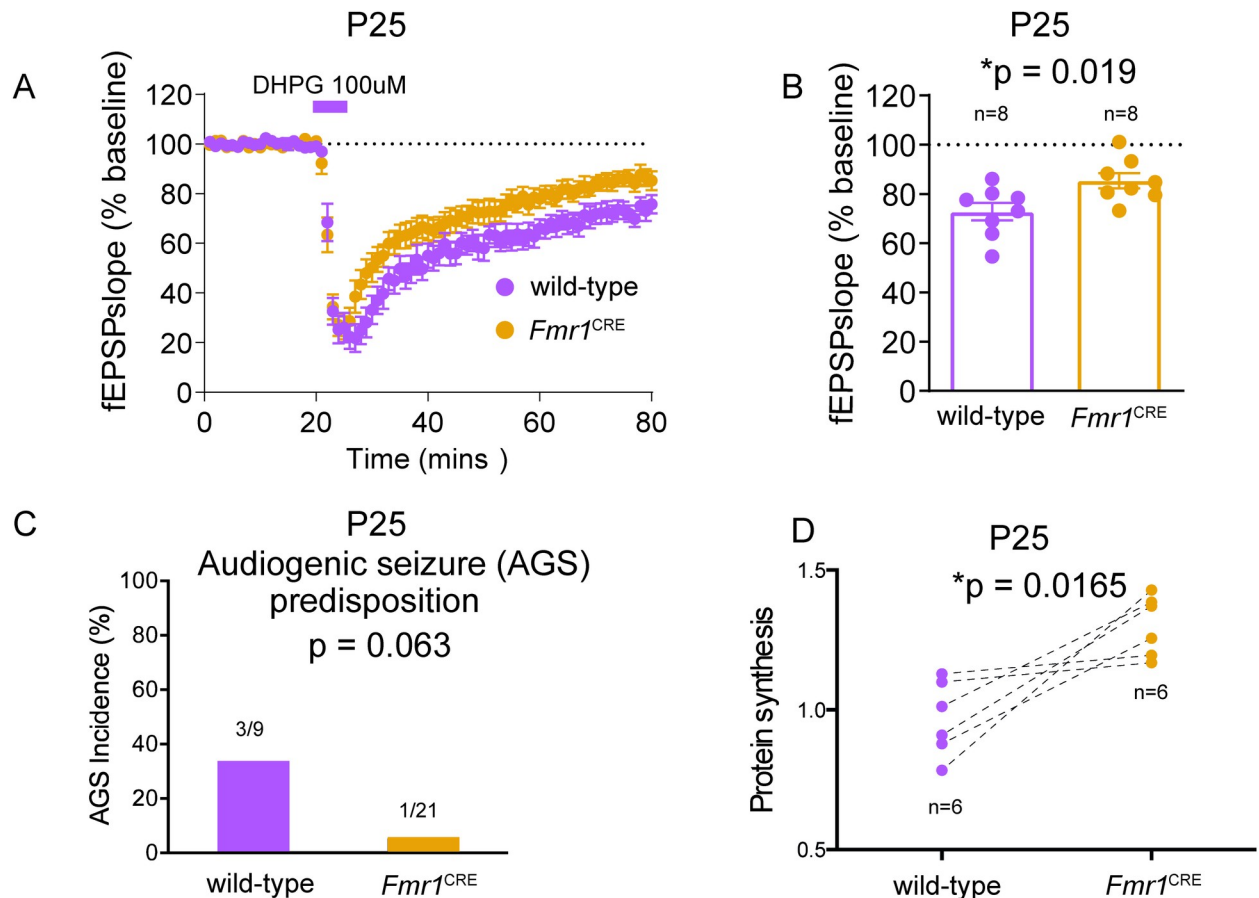 A
P25
DHPG 100uM
fEPSPslope (% baseline)
120
100
80
60
40
20
0
wild-type
Fmr1CRE
0 20 40 60 80
Time (mins )
B
P25
*p = 0.019
fEPSPslope (% baseline)
120
100
80
60
40
20
0
n=8 n=8
wild-type Fmr1CRE
C
P25
Audiogenic seizure (AGS)
predisposition
p = 0.063
AGS Incidence (%)
100
80
60
40
20
0
3/9
1/21
wild-type Fmr1CRE
D
P25
*p = 0.0165
Protein synthesis
1.5
1.0
0.5
n=6
n=6
wild-type Fmr1CRE